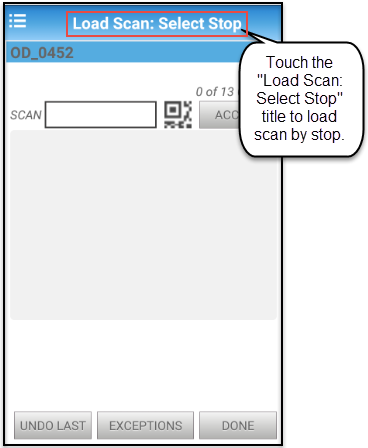 Load Scan: Select Stop
OD_0452
0 of 13
SCAN
UNDO LAST EXCEPTIONS DONE
Touch the
"Load Scan:
Select Stop"
title to load
scan by stop.